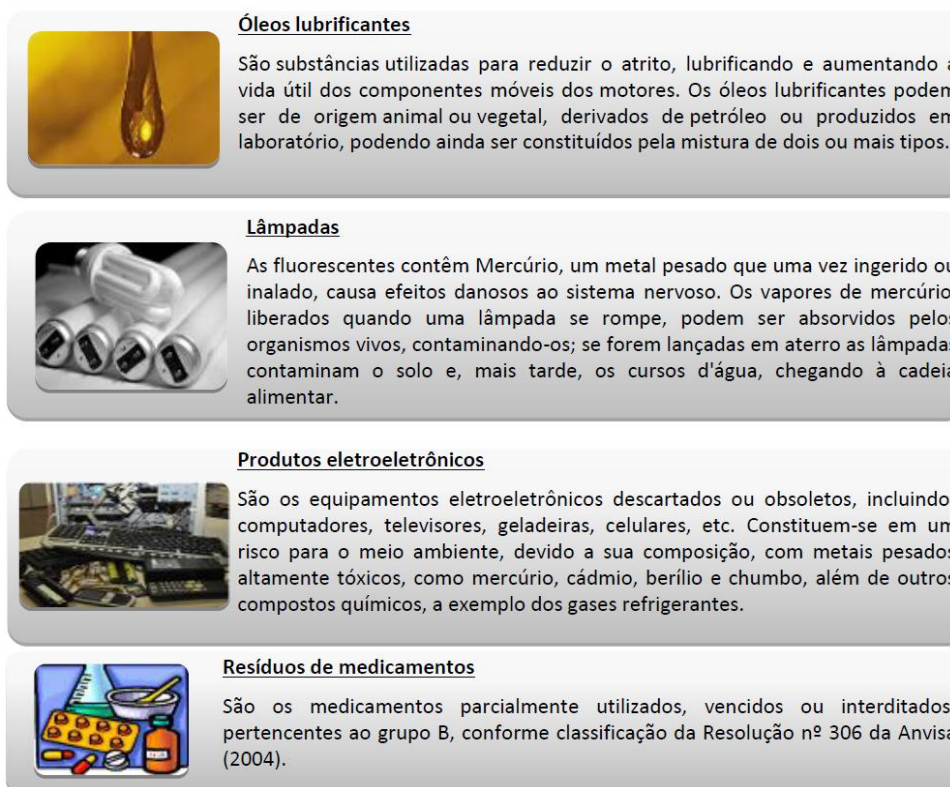 Óleos lubrificantes
São substâncias utilizadas para reduzir o atrito, lubrificando e aumentando a
vida útil dos componentes móveis dos motores. Os óleos lubrificantes podem
ser de origem animal ou vegetal, derivados de petróleo ou produzidos em
laboratório, podendo ainda ser constituídos pela mistura de dois ou mais tipos.
Lâmpadas
As fluorescentes contêm Mercúrio, um metal pesado que uma vez ingerido ou
inalado, causa efeitos danosos ao sistema nervoso. Os vapores de mercúrio
liberados quando uma lâmpada se rompe, podem ser absorvidos pelos
organismos vivos, contaminando-os; se forem lançadas em aterro as lâmpadas
contaminam o solo e, mais tarde, os cursos d'água, chegando à cadeia
alimentar.
Produtos eletroeletrônicos
São os equipamentos eletroeletrônicos descartados ou obsoletos, incluindo
computadores, televisores, geladeiras, celulares, etc. Constituem-se em um
risco para o meio ambiente, devido a sua composição, com metais pesados
altamente tóxicos, como mercúrio, cádmio, berílio e chumbo, além de outros
compostos químicos, a exemplo dos gases refrigerantes.
Resíduos de medicamentos
São os medicamentos parcialmente utilizados, vencidos ou interditados
pertencentes ao grupo B, conforme classificação da Resolução nº 306 da Anvisa
(2004).